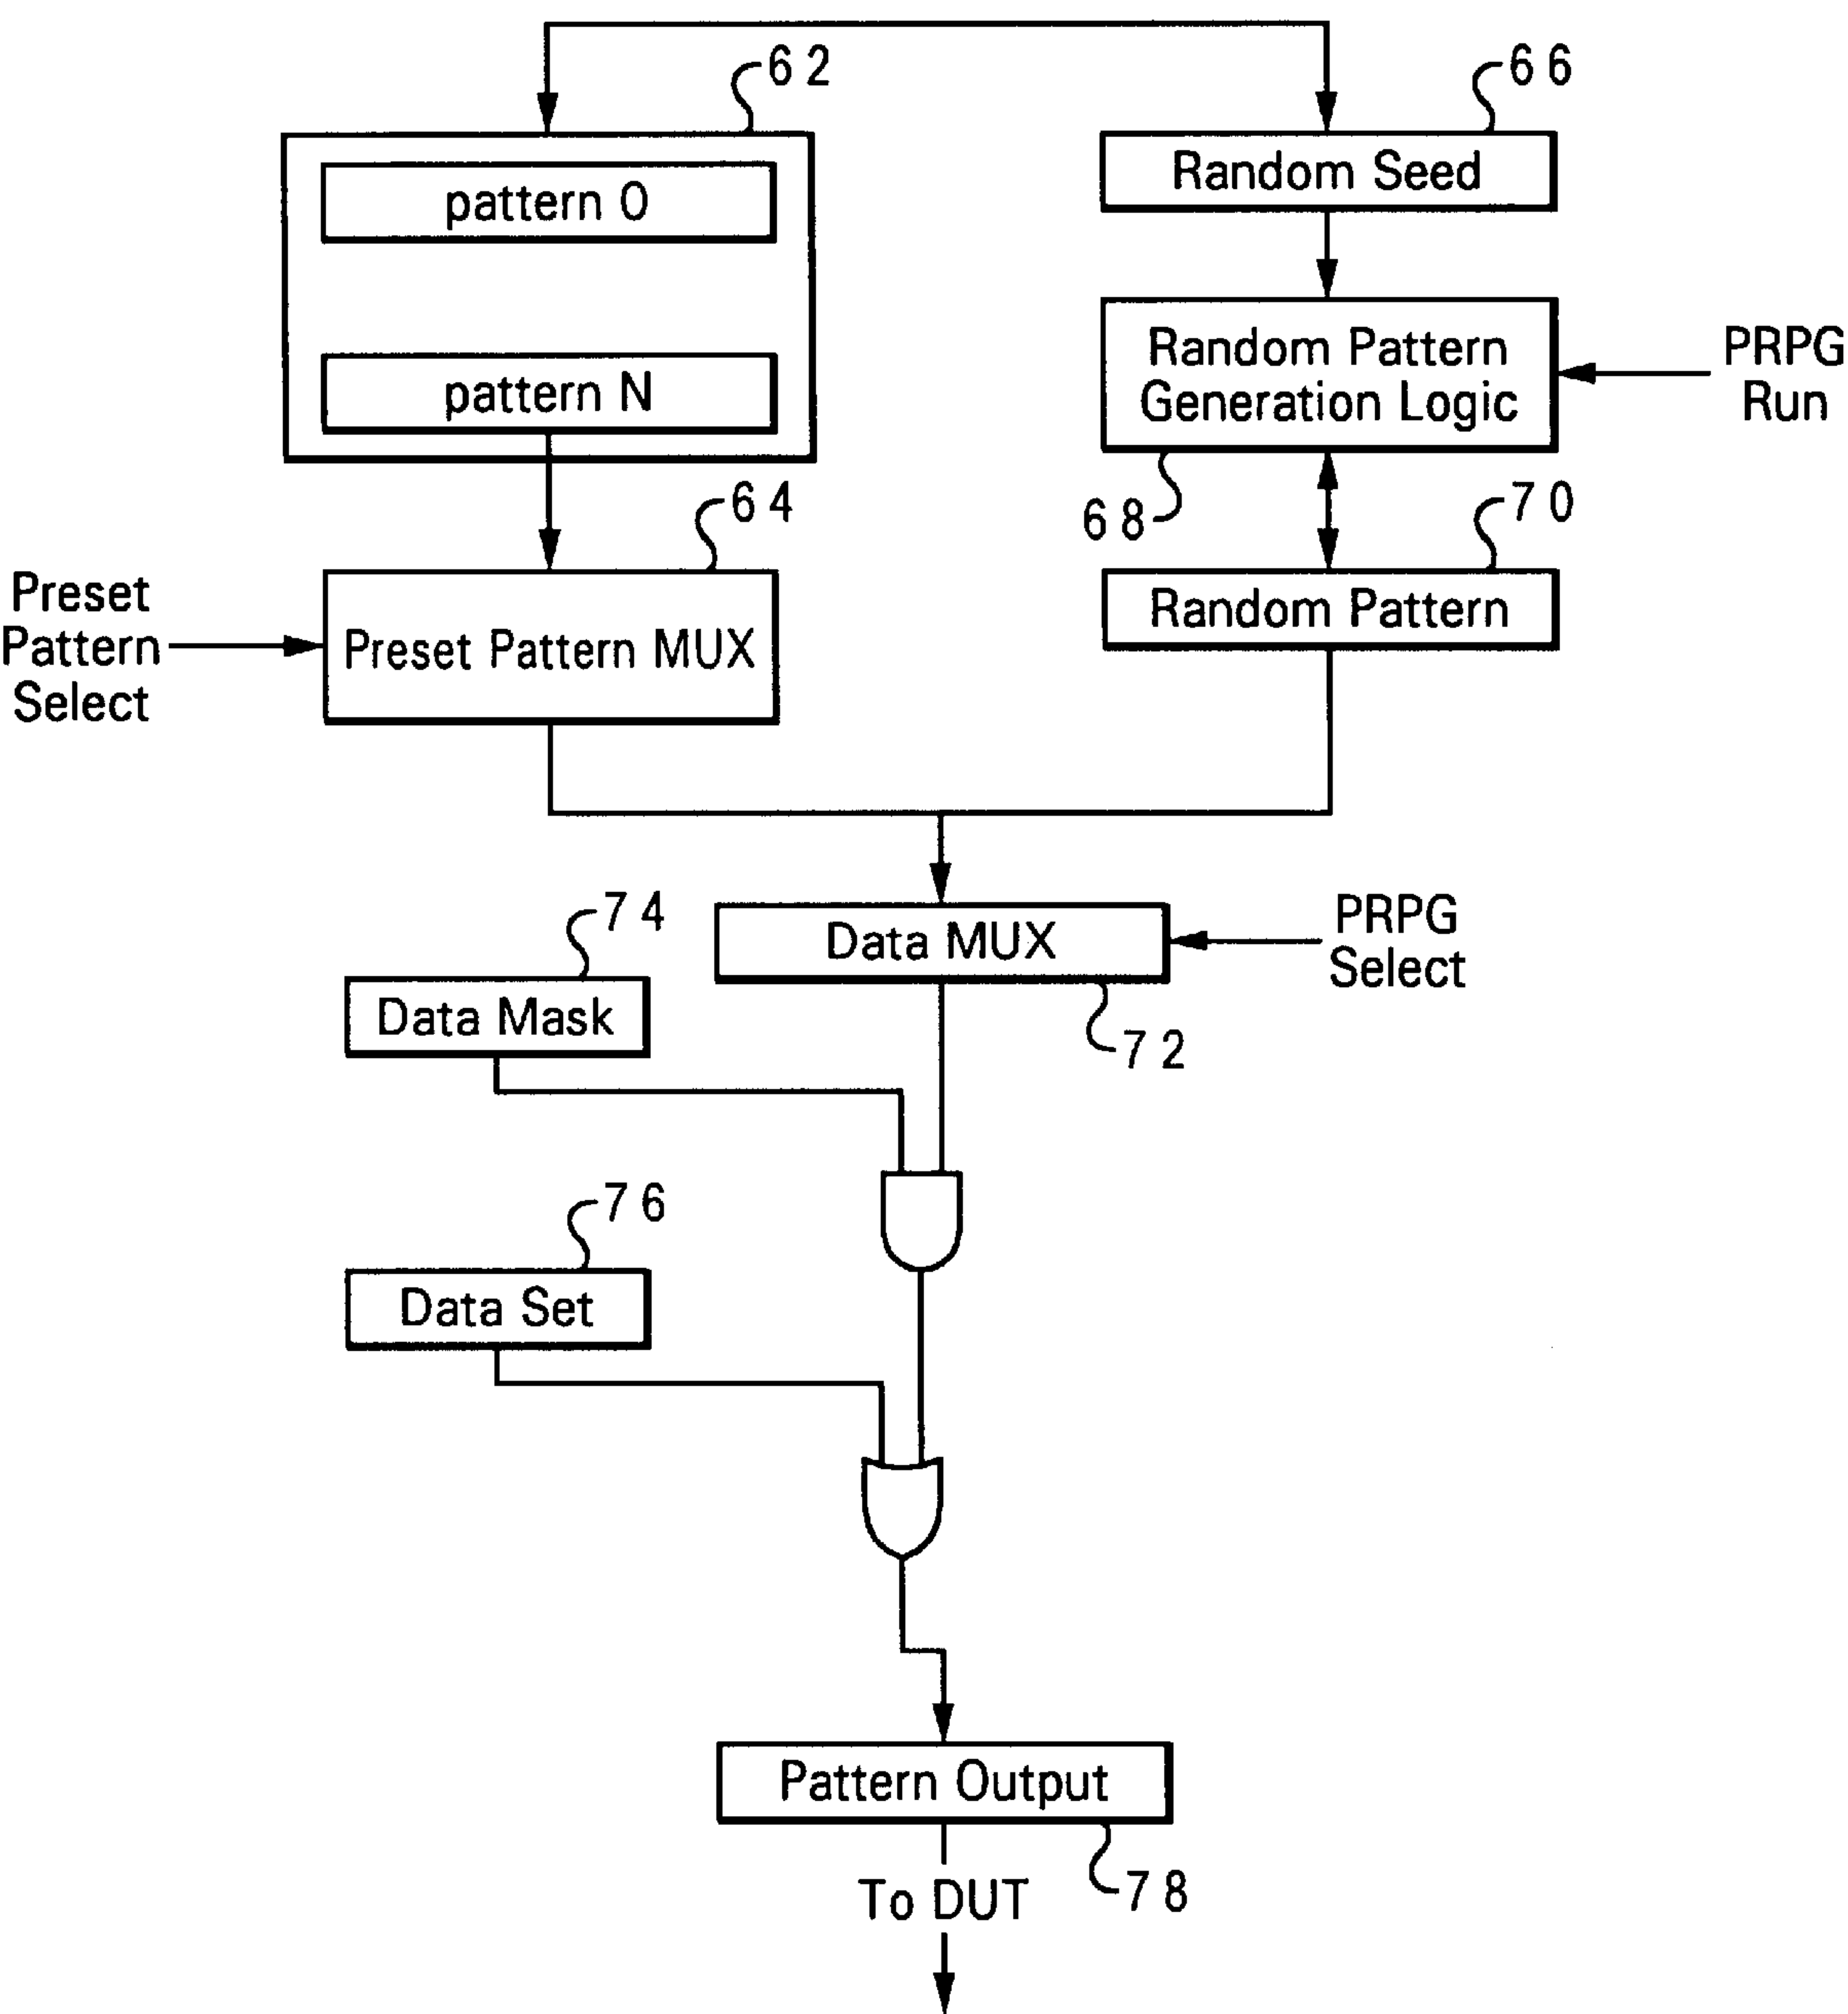 62
66
pattern 0
Random Seed
Random Pattern
Generation Logic
PRPG
Run
pattern N
64
68
70
Preset
Pattern
Select
Preset Pattern MUX
Random Pattern
74
Data MUX
PRPG
Select
Data Mask
72
76
Data Set
Pattern Output
To DUT
78